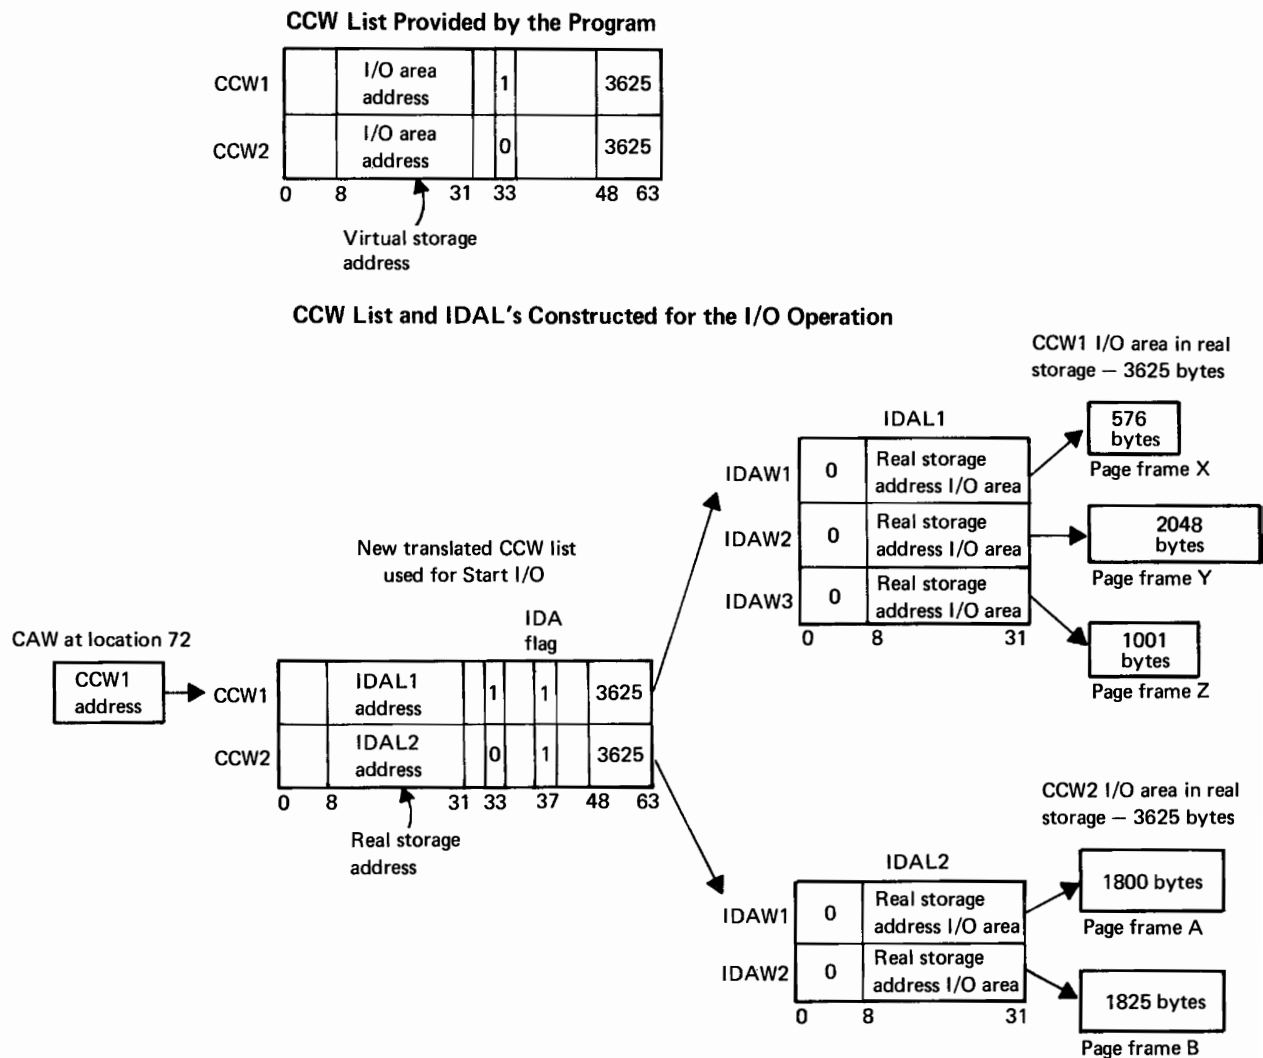 CCW List Provided by the Program
CCW1
I/O area
address
1
3625
CCW2
I/O area
address
0
3625
0 8 31 33 48 63
Virtual storage
address
CCW List and IDAL's Constructed for the I/O Operation
CCW1 I/O area in real
storage — 3625 bytes
IDAL1
IDAW1
0
Real storage
address I/O area
576
bytes
Page frame X
IDAW2
0
Real storage
address I/O area
2048
bytes
Page frame Y
IDAW3
0
Real storage
address I/O area
1001
bytes
Page frame Z
0 8 31
New translated CCW list
used for Start I/O
IDA
flag
CAW at location 72
CCW1
address
CCW1
IDAL1
address
1
1
3625
CCW2
IDAL2
address
0
1
3625
0 8 31 33 37 48 63
Real storage
address
CCW2 I/O area in real
storage — 3625 bytes
IDAL2
IDAW1
0
Real storage
address I/O area
1800 bytes
Page frame A
IDAW2
0
Real storage
address I/O area
1825 bytes
Page frame B
0 8 31